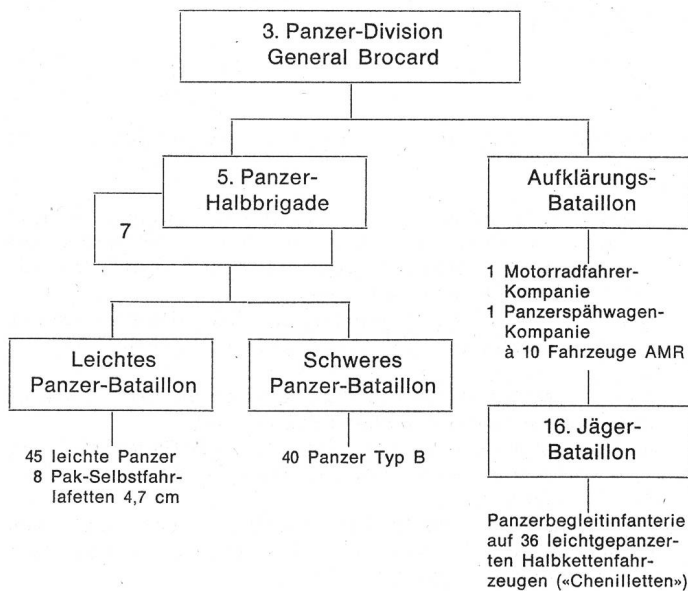 3. Panzer-Division
General Brocard
5. Panzer-
Halbbrigade
7
Aufklärungs-
Bataillon
1 Motorradfahrer-
Kompanie
1 Panzerspähwagen-
Kompanie
à 10 Fahrzeuge AMR
Leichtes
Panzer-Bataillon
Schweres
Panzer-Bataillon
16. Jäger-
Bataillon
45 leichte Panzer
8 Pak-Selbstfahr-
lafetten 4,7 cm
40 Panzer Typ B
Panzerbegleitinfanterie
auf 36 leichtgepanzer-
ten Halbkettenfahr-
zeugen («Chenilletten»)